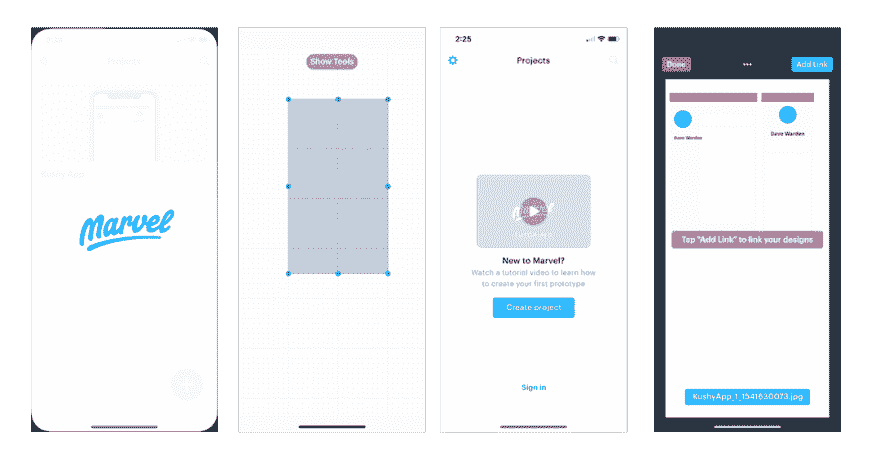 2:25
Projects
Kushy App
Marvel
Show Tools
2:25
Projects
New to Marvel?
Watch a tutorial video to learn how
to create your first prototype
Create project
Sign in
Done
Add Link
Dave Warden
Dave Warden
Tap "Add Link" to link your designs
KushyApp_1_1541630073.jpg